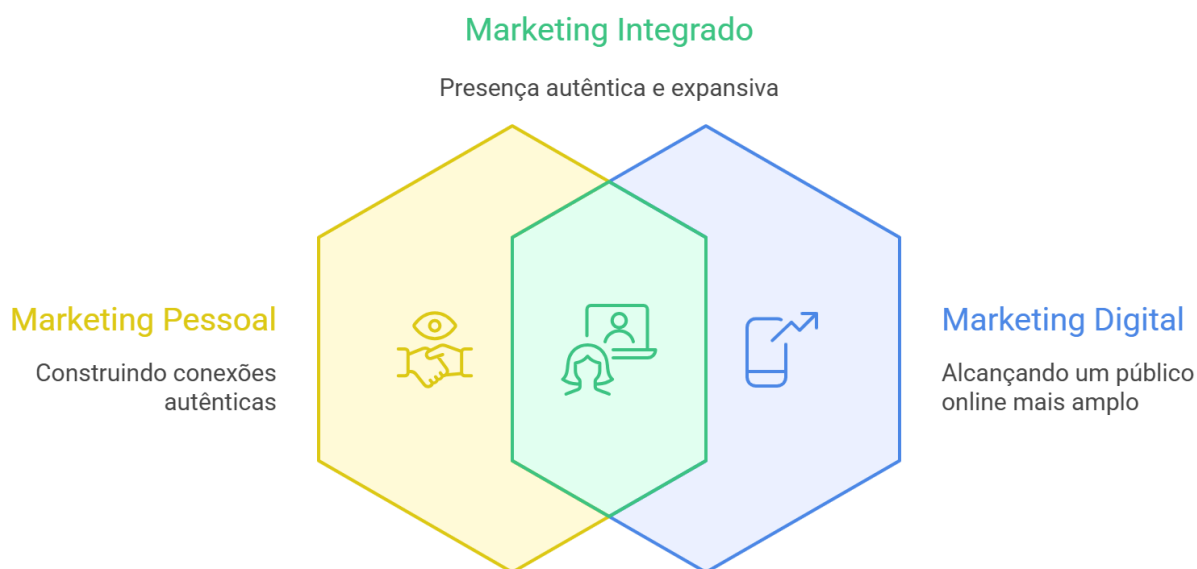 Marketing Integrado
Presença autêntica e expansiva
Marketing Pessoal
Construindo conexões
autênticas
Marketing Digital
Alcançando um público
online mais amplo